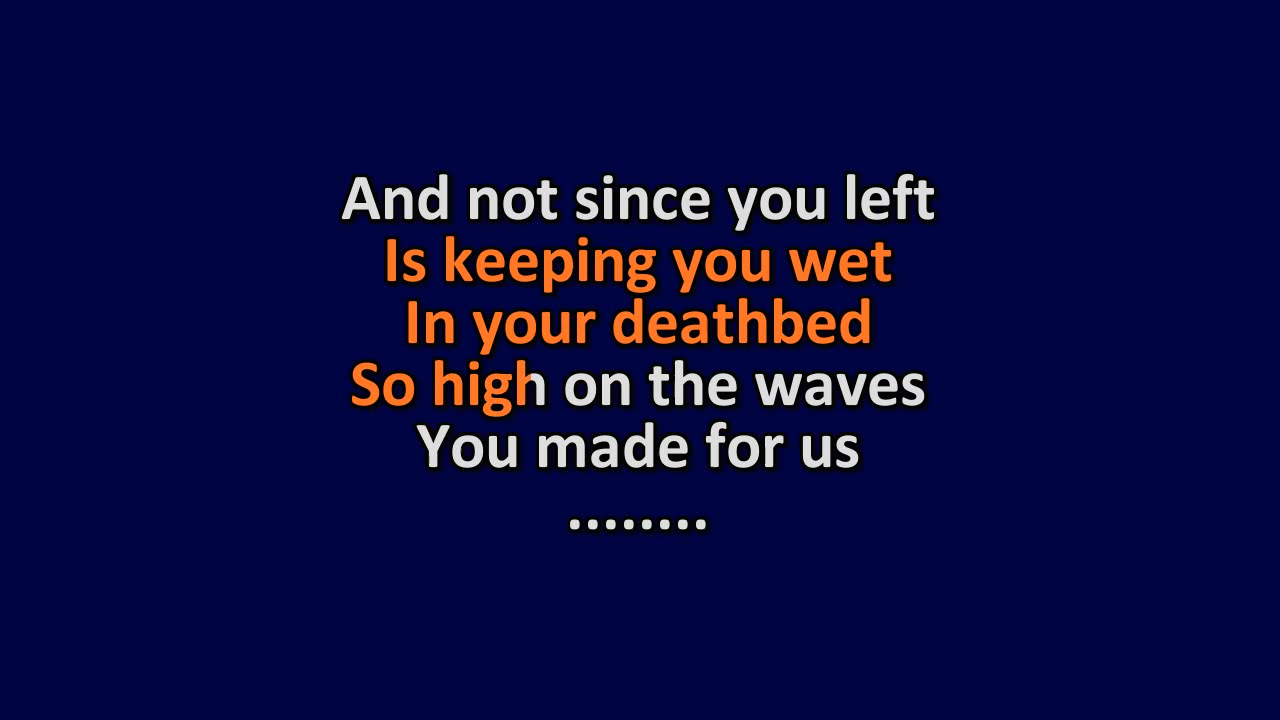 And not since you left
Is keeping you wet
In your deathbed
So high on the waves
You made for us
........